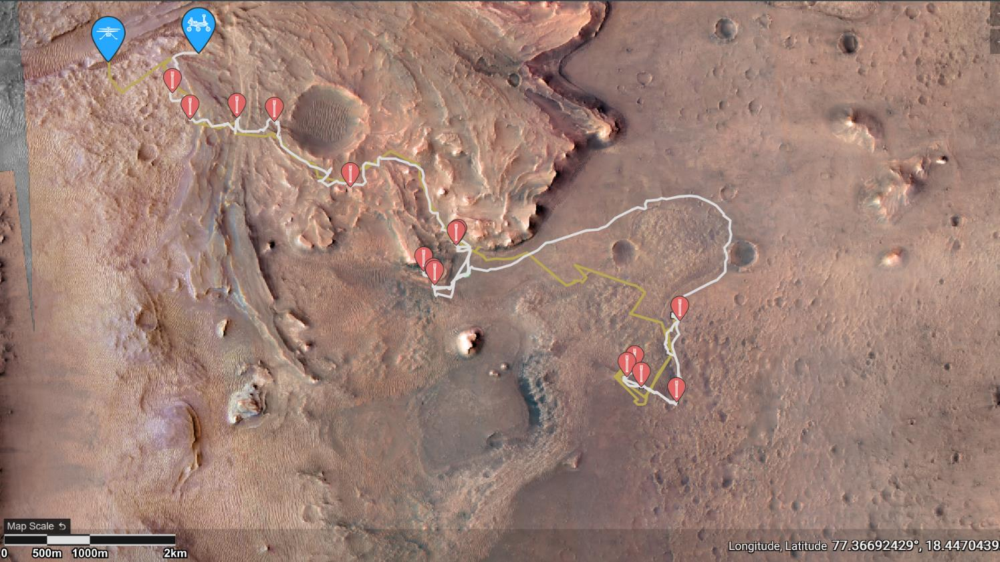 Map Scale
0 500m 1000m 2km
Longitude, Latitude 77.36692429°, 18.4470439